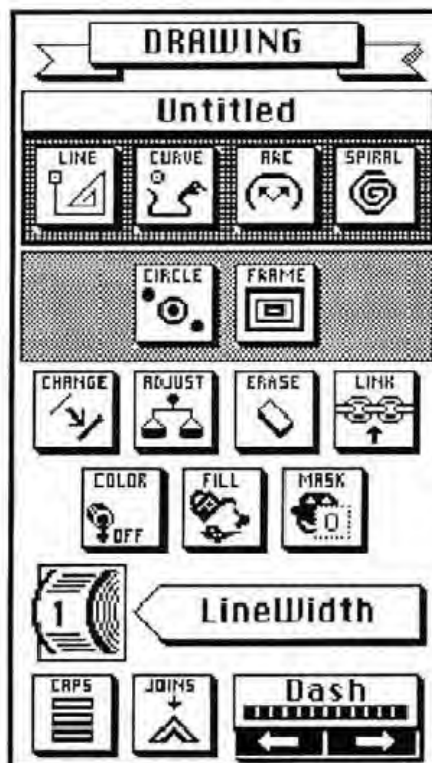 DRAWING
Untitled
LINE CURVE ARC SPIRAL
CIRCLE FRAME
CHANGE ADJUST ERASE LINK
COLOR FILL MASK
OFF 0
1 LineWidth
CAPS JOINS Dash